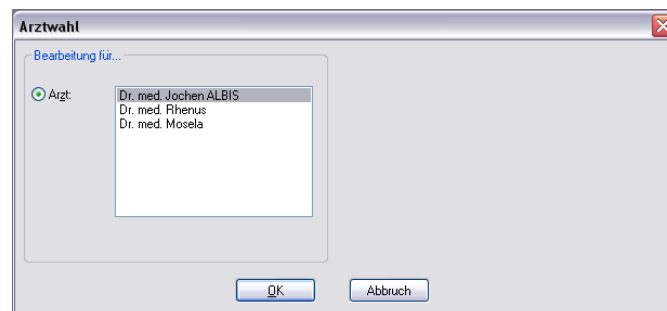 Arztwahl
Bearbeitung für...
Arzt:
Dr. med. Jochen ALBIS
Dr. med. Rhenus
Dr. med. Mosela
OK
Abbruch